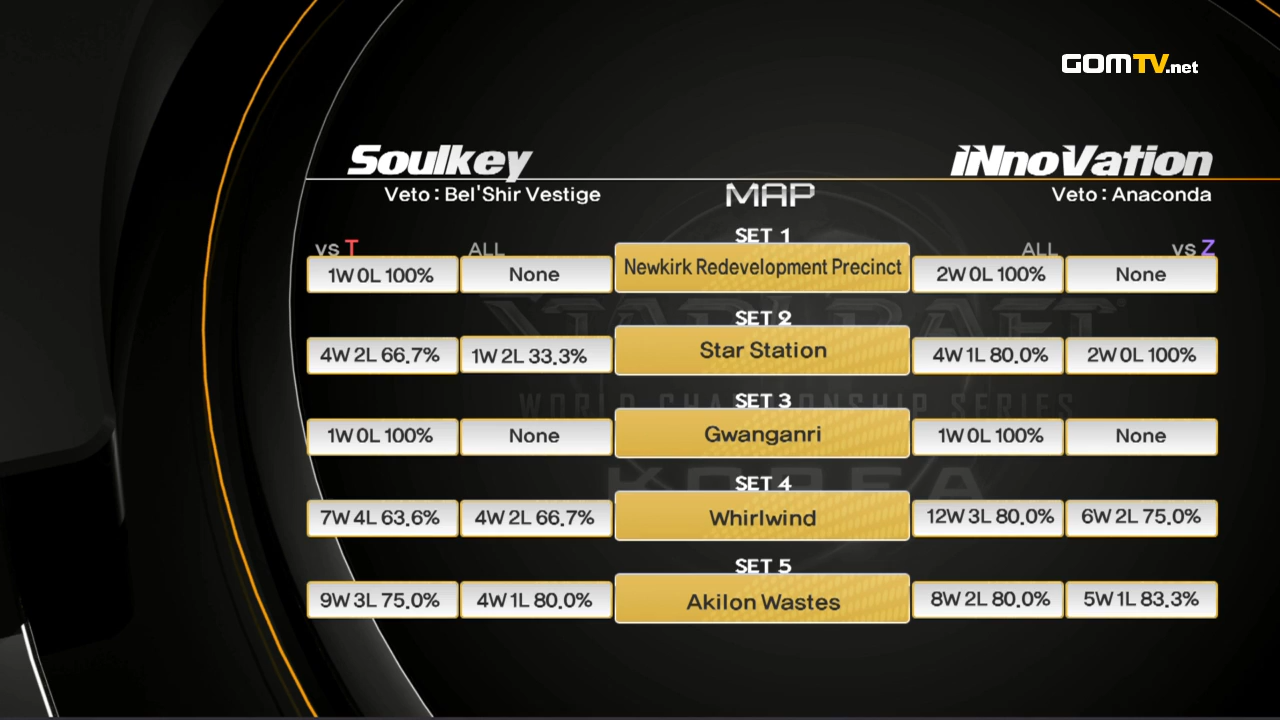 GOMTV.net
Soulkey iNnoVation
Veto : Bel'Shir Vestige MAP Veto : Anaconda
SET 1
vs T ALL ALL vs Z
1W 0L 100% None Newkirk Redevelopment Precinct 2W 0L 100% None
STARCRAFT
SET 2
4W 2L 66.7% 1W 2L 33.3% Star Station 4W 1L 80.0% 2W 0L 100%
WORLD CHAMPIONSHIP SERIES
SET 3
1W 0L 100% None Gwanganri 1W 0L 100% None
KOREA
SET 4
7W 4L 63.6% 4W 2L 66.7% Whirlwind 12W 3L 80.0% 6W 2L 75.0%
SET 5
9W 3L 75.0% 4W 1L 80.0% Akilon Wastes 8W 2L 80.0% 5W 1L 83.3%